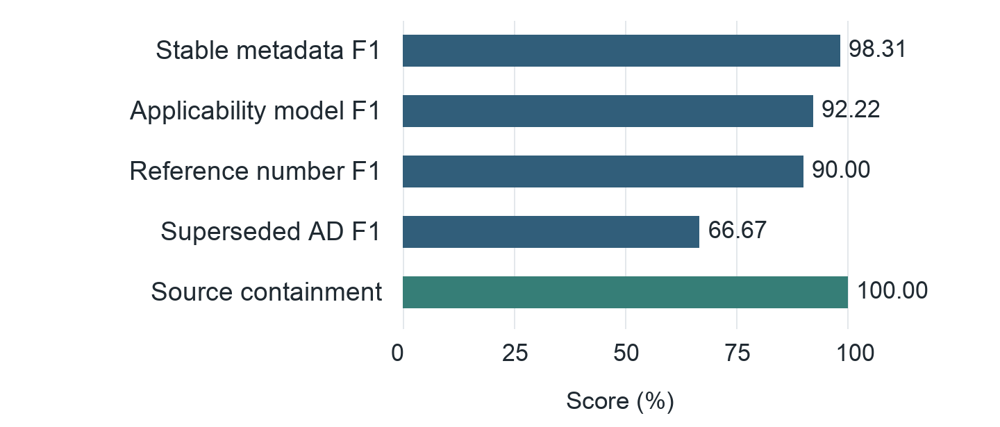 Stable metadata F1 98.31
Applicability model F1 92.22
Reference number F1 90.00
Superseded AD F1 66.67
Source containment 100.00
0 25 50 75 100
Score (%)